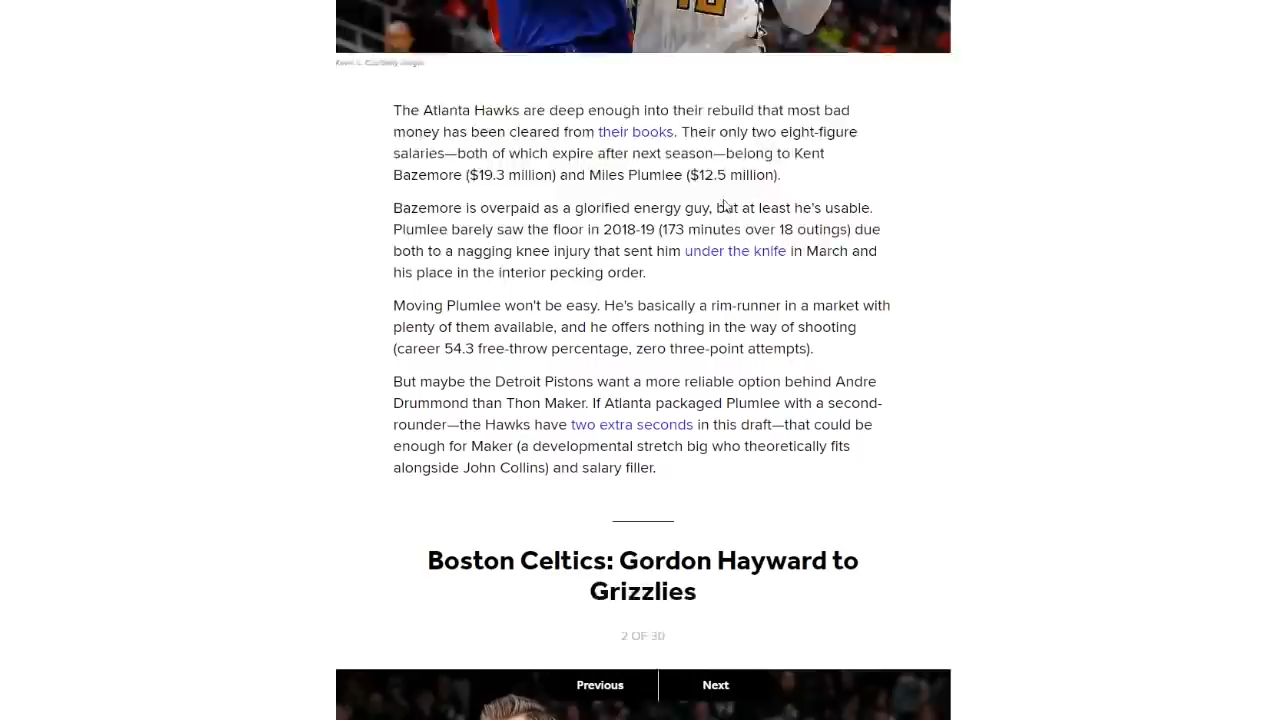 The Atlanta Hawks are deep enough into their rebuild that most bad
money has been cleared from their books. Their only two eight-figure
salaries—both of which expire after next season—belong to Kent
Bazemore ($19.3 million) and Miles Plumlee ($12.5 million).
Bazemore is overpaid as a glorified energy guy, but at least he's usable.
Plumlee barely saw the floor in 2018-19 (173 minutes over 18 outings) due
both to a nagging knee injury that sent him under the knife in March and
his place in the interior pecking order.
Moving Plumlee won't be easy. He's basically a rim-runner in a market with
plenty of them available, and he offers nothing in the way of shooting
(career 54.3 free-throw percentage, zero three-point attempts).
But maybe the Detroit Pistons want a more reliable option behind Andre
Drummond than Thon Maker. If Atlanta packaged Plumlee with a second-
rounder—the Hawks have two extra seconds in this draft—that could be
enough for Maker (a developmental stretch big who theoretically fits
alongside John Collins) and salary filler.
Boston Celtics: Gordon Hayward to
Grizzlies
2 OF 30
Previous Next